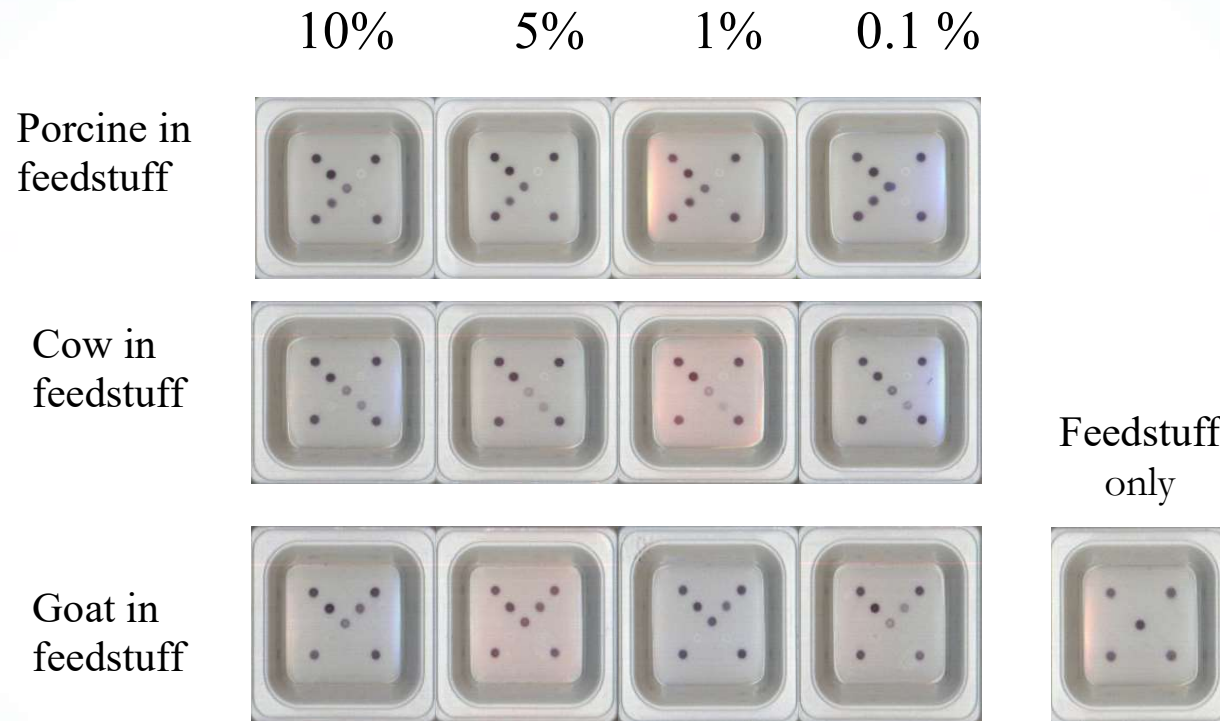 10% 5% 1% 0.1 %
Porcine in
feedstuff
Cow in
feedstuff
Feedstuff
only
Goat in
feedstuff